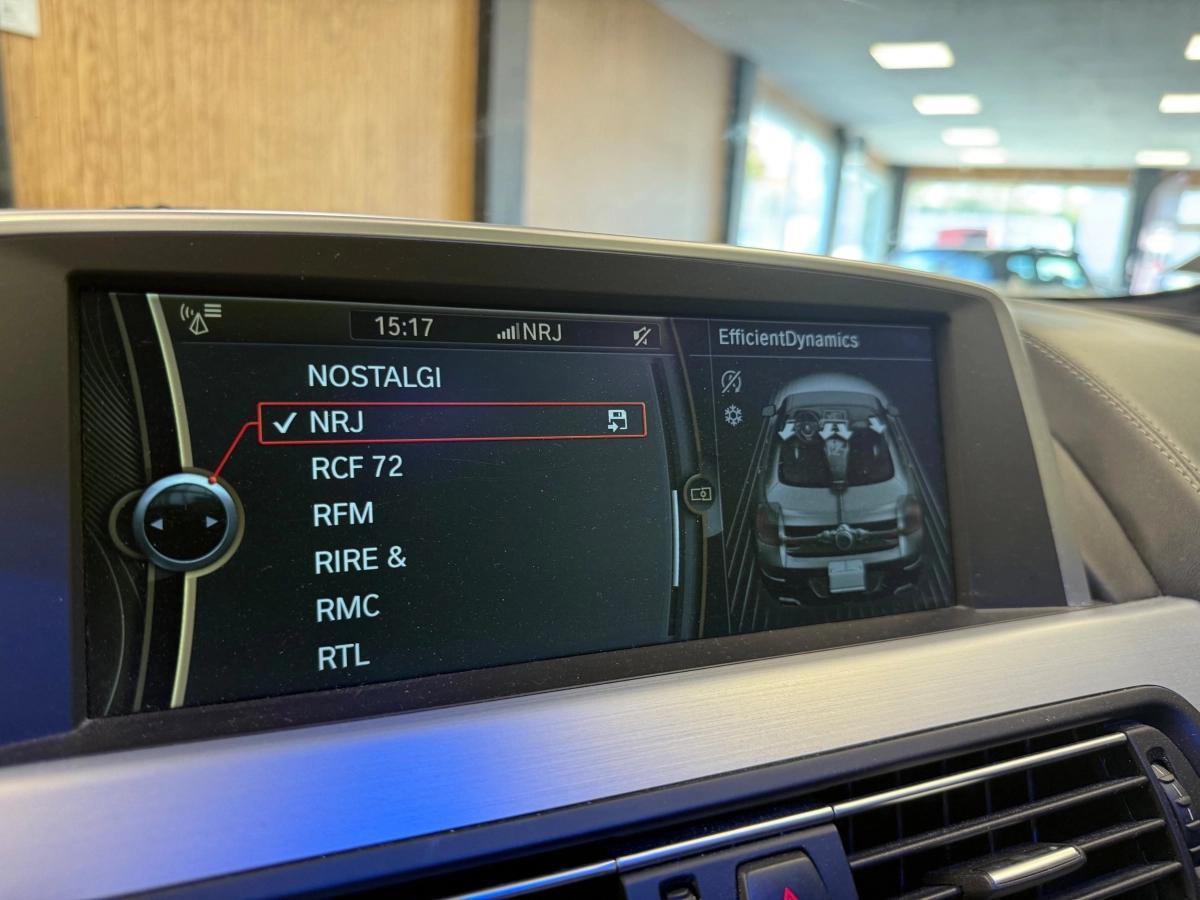 15:17 NRJ
EfficientDynamics
NOSTALGI
NRJ
RCF 72
RFM
RIRE &
RMC
RTL